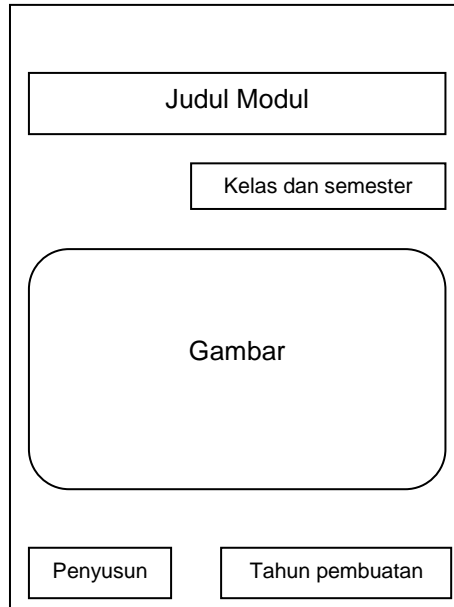 Judul Modul
Kelas dan semester
Gambar
Penyusun
Tahun pembuatan